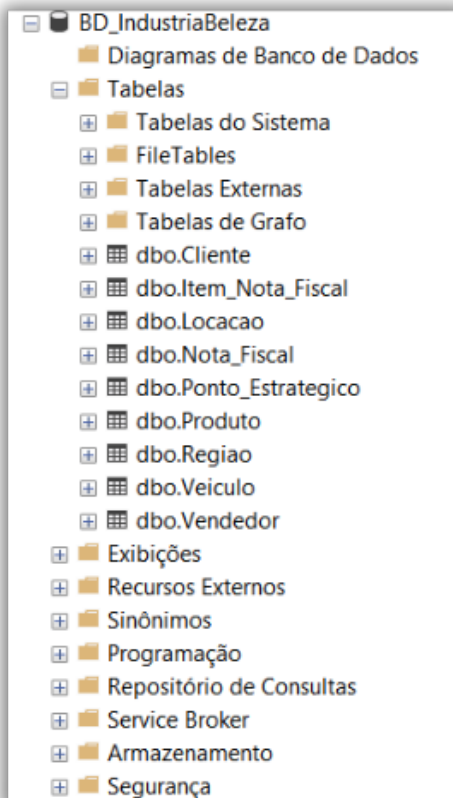 BD_IndustriaBeleza
Diagramas de Banco de Dados
Tabelas
Tabelas do Sistema
FileTables
Tabelas Externas
Tabelas de Grafo
dbo.Cliente
dbo.Item_Nota_Fiscal
dbo.Locacao
dbo.Nota_Fiscal
dbo.Ponto_Estrategico
dbo.Produto
dbo.Regiao
dbo.Veiculo
dbo.Vendedor
Exibições
Recursos Externos
Sinônimos
Programação
Repositório de Consultas
Service Broker
Armazenamento
Segurança